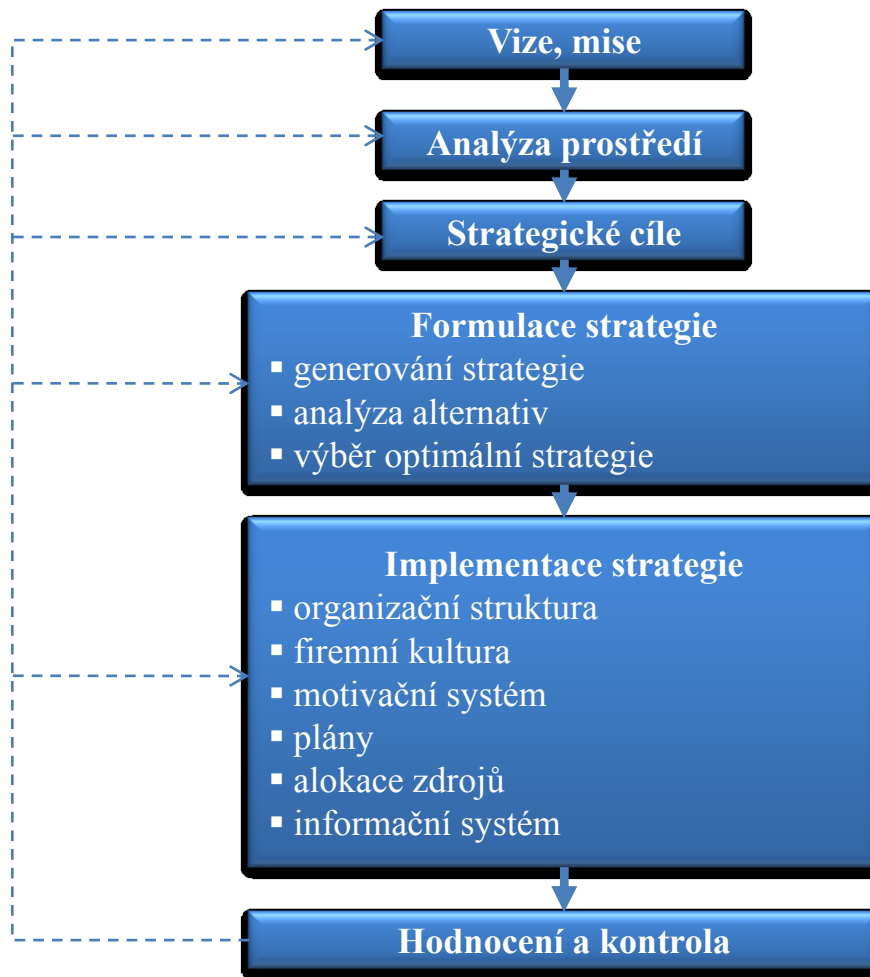 Vize, mise
Analýza prostředí
Strategické cíle
Formulace strategie
▪ generování strategie
▪ analýza alternativ
▪ výběr optimální strategie
Implementace strategie
▪ organizační struktura
▪ firemní kultura
▪ motivační systém
▪ plány
▪ alokace zdrojů
▪ informační systém
Hodnocení a kontrola